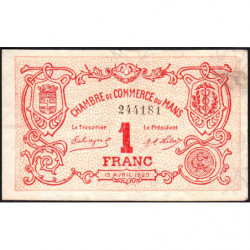 CHAMBRE DE COMMERCE DU MANS
244181
Le Trésorier Le Président
1
FRANC
15 AVRIL 1920